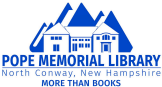 POPE MEMORIAL LIBRARY
North Conway, New Hampshire
MORE THAN BOOKS